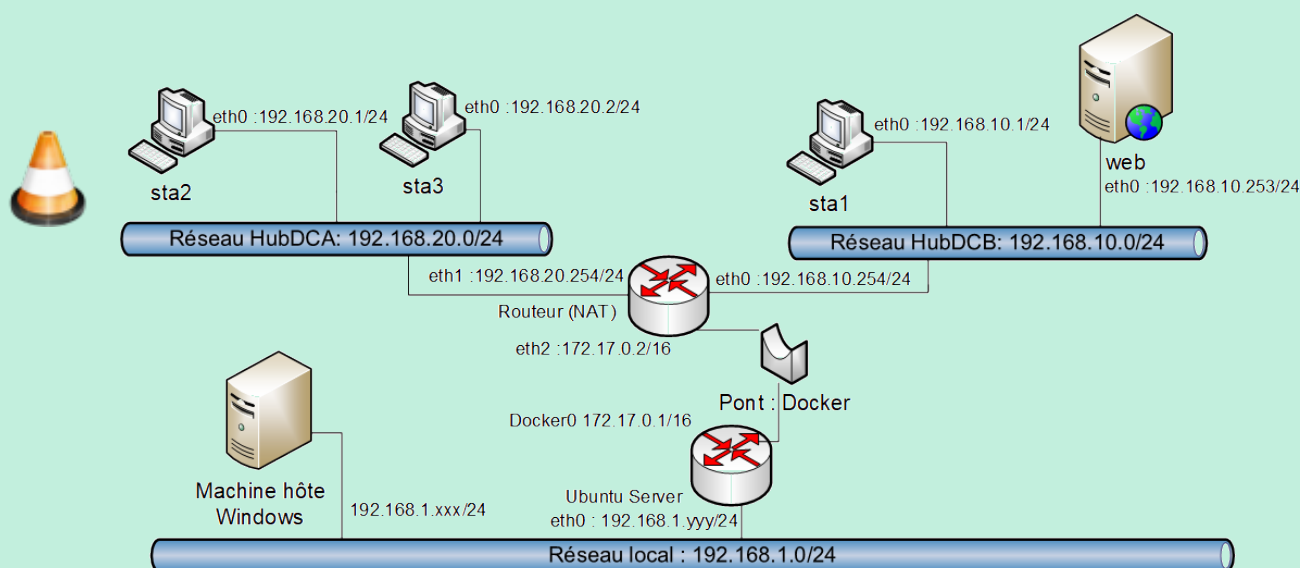 eth0 :192.168.20.1/24
sta2
eth0 :192.168.20.2/24
sta3
eth0 :192.168.10.1/24
sta1
web
eth0 :192.168.10.253/24
Réseau HubDCA: 192.168.20.0/24
Réseau HubDCB: 192.168.10.0/24
eth1 :192.168.20.254/24
eth0 :192.168.10.254/24
Routeur (NAT)
eth2 :172.17.0.2/16
Pont : Docker
Docker0 172.17.0.1/16
Machine hôte
Windows
192.168.1.xxx/24
Ubuntu Server
eth0 : 192.168.1.yyy/24
Réseau local : 192.168.1.0/24